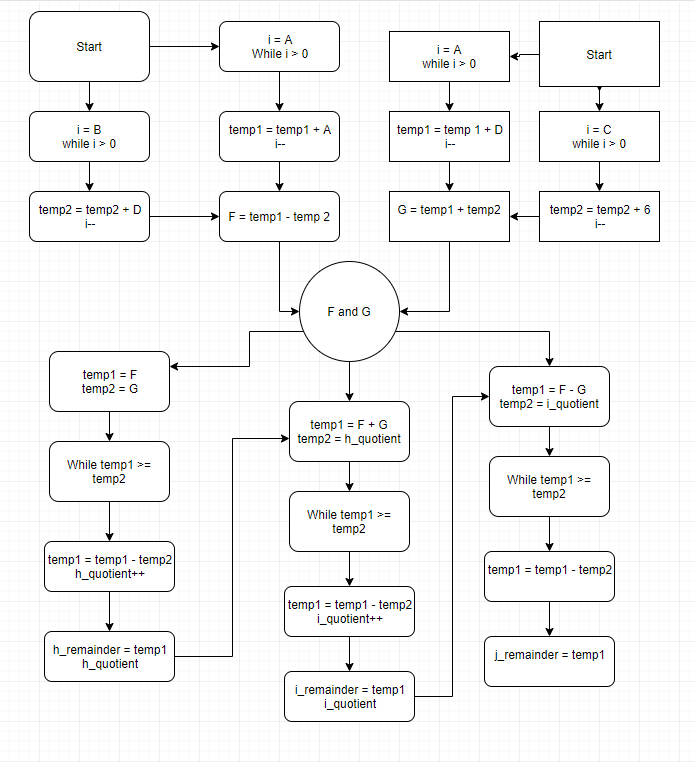 Start
i = A
While i > 0
i = A
while i > 0
Start
i = B
while i > 0
temp1 = temp1 + A
i--
temp1 = temp 1 + D
i--
i = C
while i > 0
temp2 = temp2 + D
i--
F = temp1 - temp 2
G = temp1 + temp2
temp2 = temp2 + 6
i--
F and G
temp1 = F
temp2 = G
While temp1 >=
temp2
temp1 = temp1 - temp2
h_quotient++
h_remainder = temp1
h_quotient
temp1 = F + G
temp2 = h_quotient
While temp1 >=
temp2
temp1 = temp1 - temp2
i_quotient++
i_remainder = temp1
i_quotient
temp1 = F - G
temp2 = i_quotient
While temp1 >=
temp2
temp1 = temp1 - temp2
j_remainder = temp1